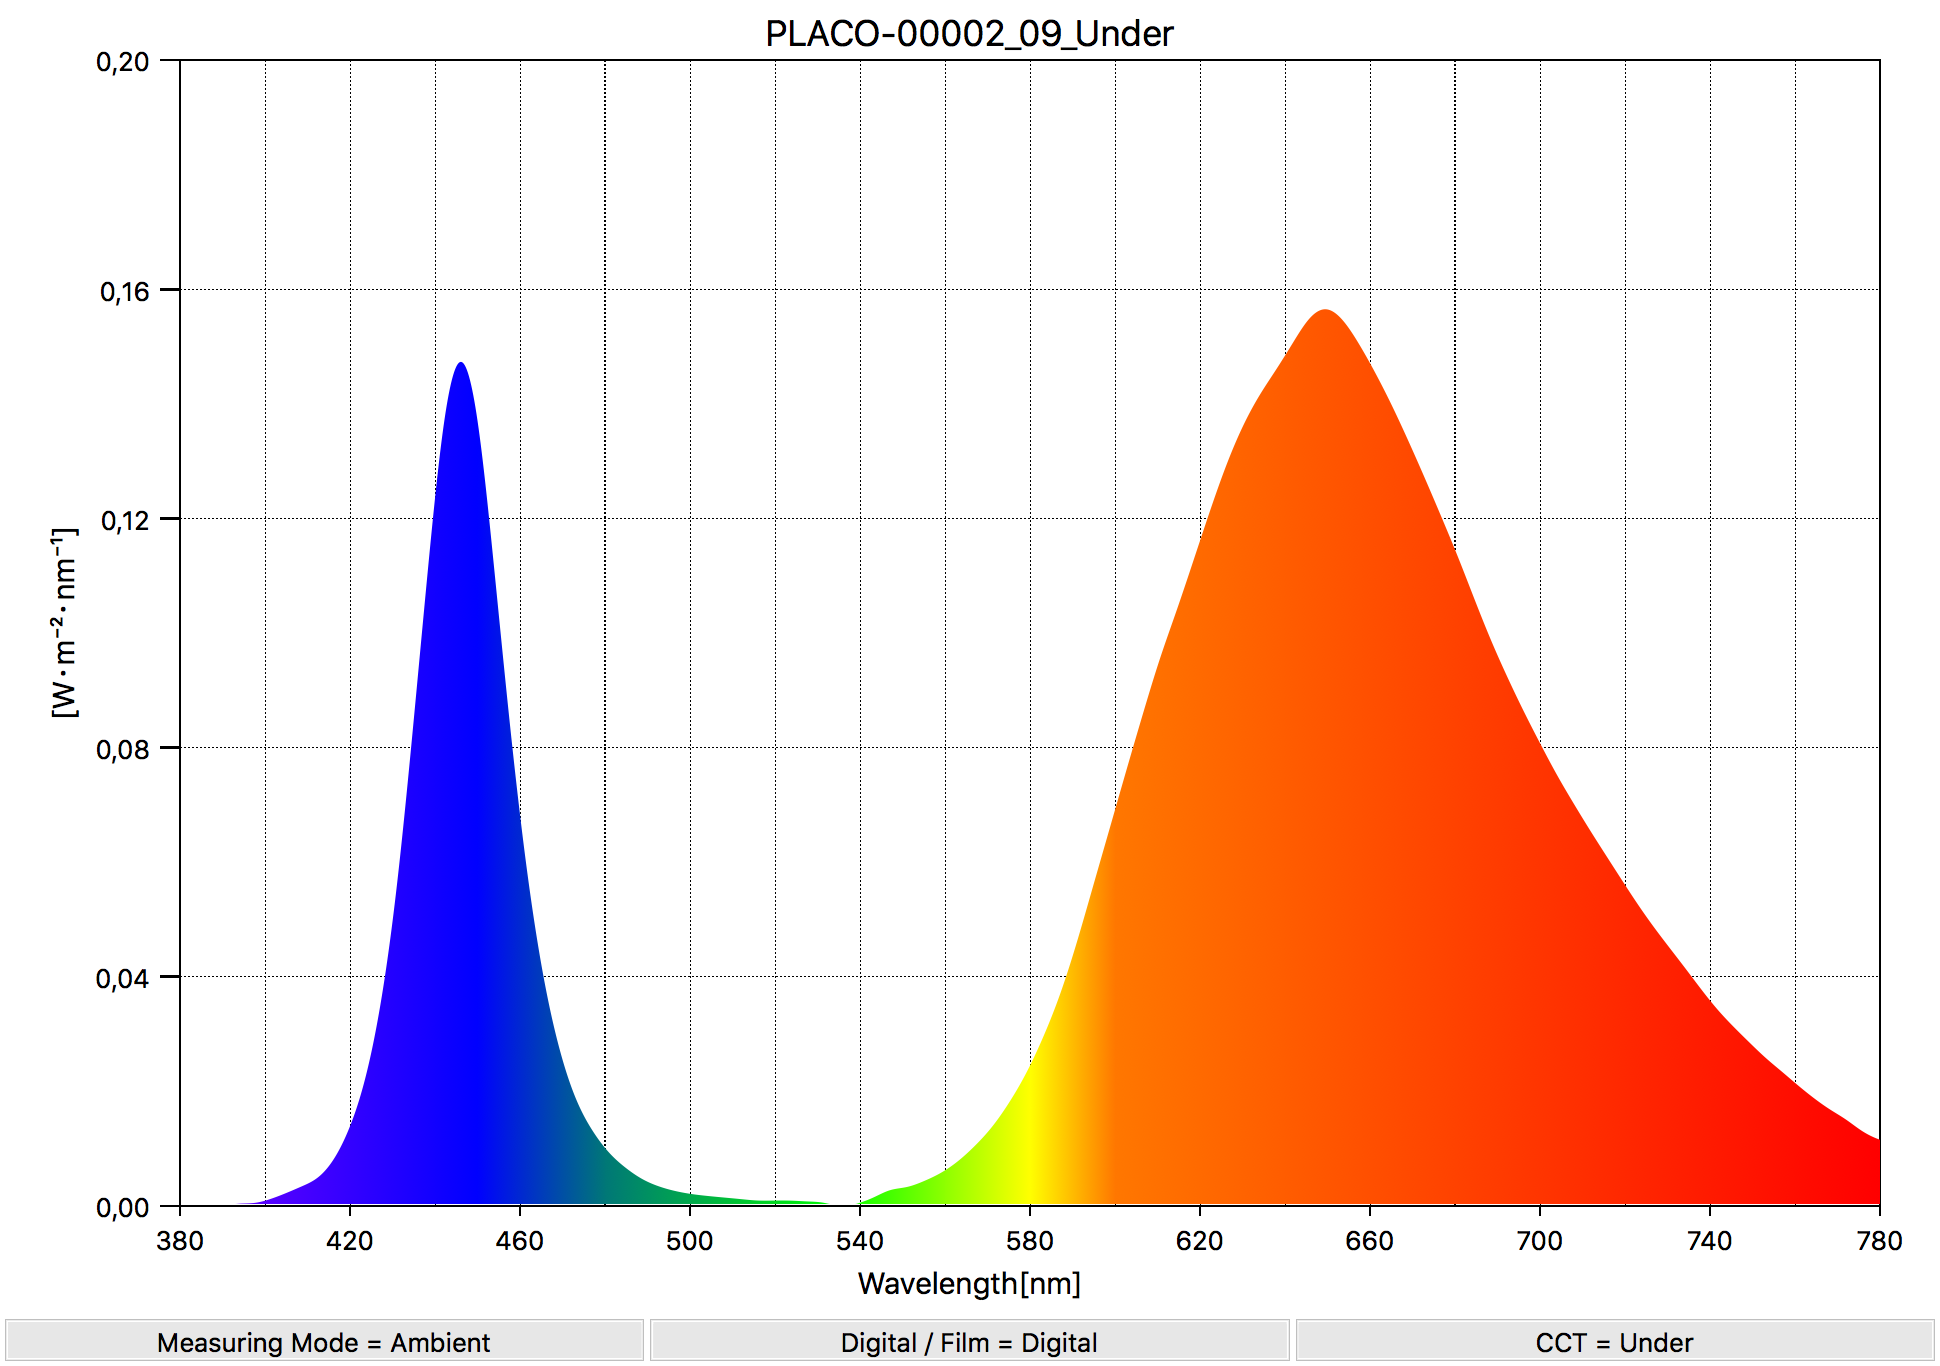 PLACO-00002_09_Under
0,20
0,16
0,12
0,08
0,04
0,00
[W·m⁻²·nm⁻¹]
380 420 460 500 540 580 620 660 700 740 780
Wavelength[nm]
Measuring Mode = Ambient
Digital / Film = Digital
CCT = Under